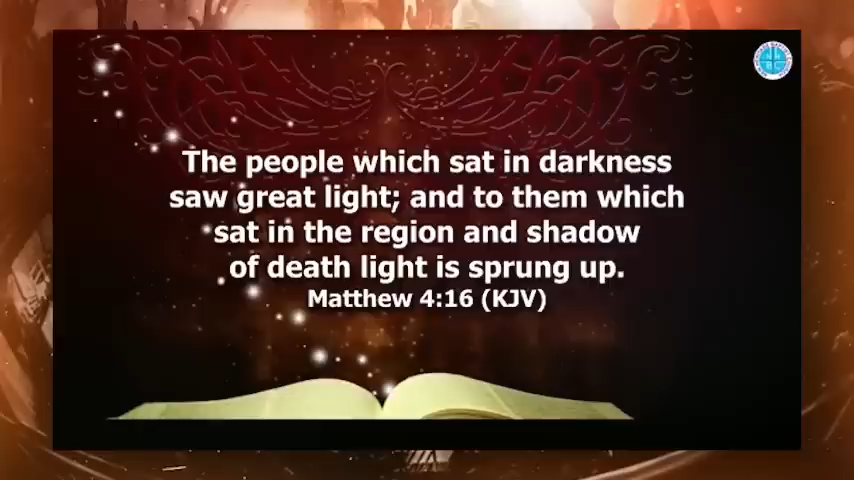 The people which sat in darkness
saw great light; and to them which
sat in the region and shadow
of death light is sprung up.
Matthew 4:16 (KJV)